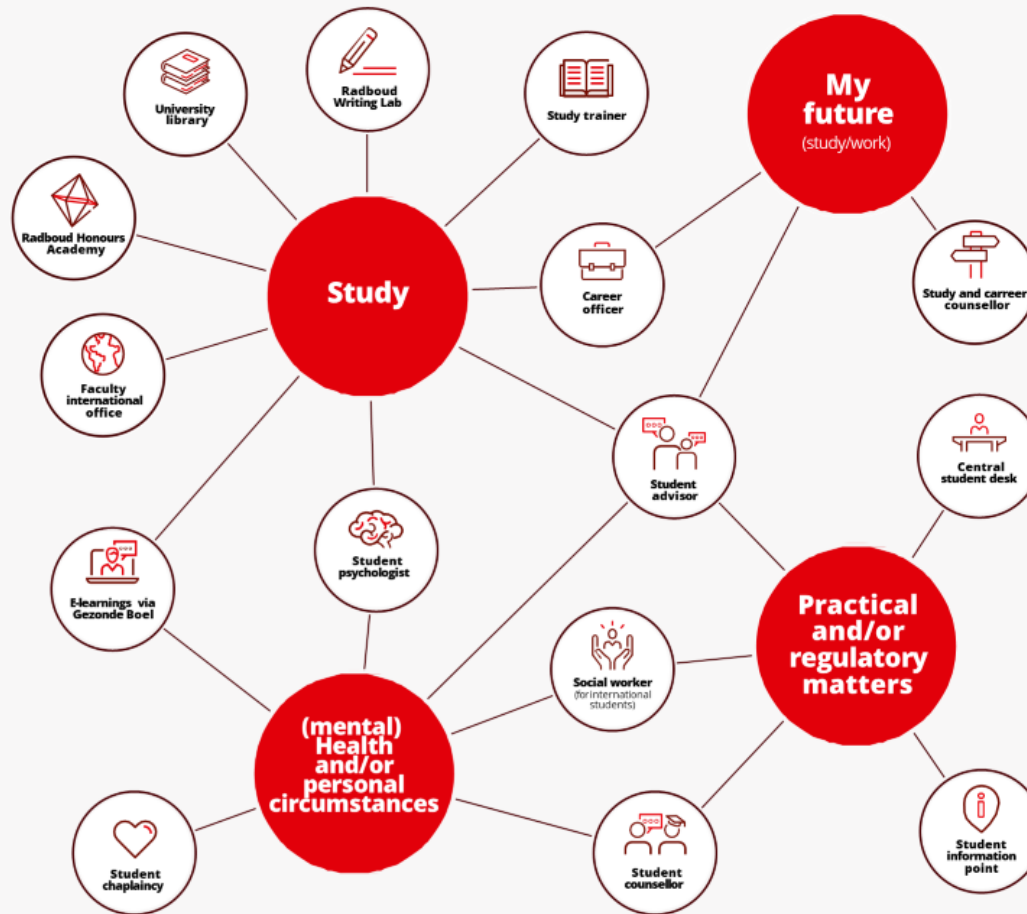 University
library
Radboud
Writing Lab
Study trainer
My
future
(study/work)
Radboud Honours
Academy
Study
Career
officer
Study and carreer
counsellor
Faculty
international
office
Student
advisor
Central
student desk
E-learnings via
Gezonde Boel
Student
psychologist
Practical
and/or
regulatory
matters
Social worker
(for international
students)
(mental)
Health
and/or
personal
circumstances
Student
chaplaincy
Student
counsellor
Student
information
point